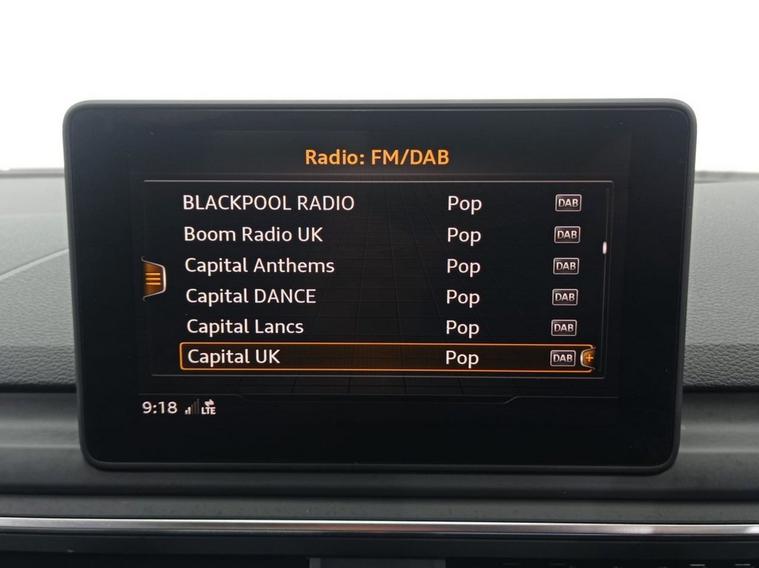 Radio: FM/DAB
BLACKPOOL RADIO Pop DAB
Boom Radio UK Pop DAB
Capital Anthems Pop DAB
Capital DANCE Pop DAB
Capital Lancs Pop DAB
Capital UK Pop DAB +
9:18 LTE